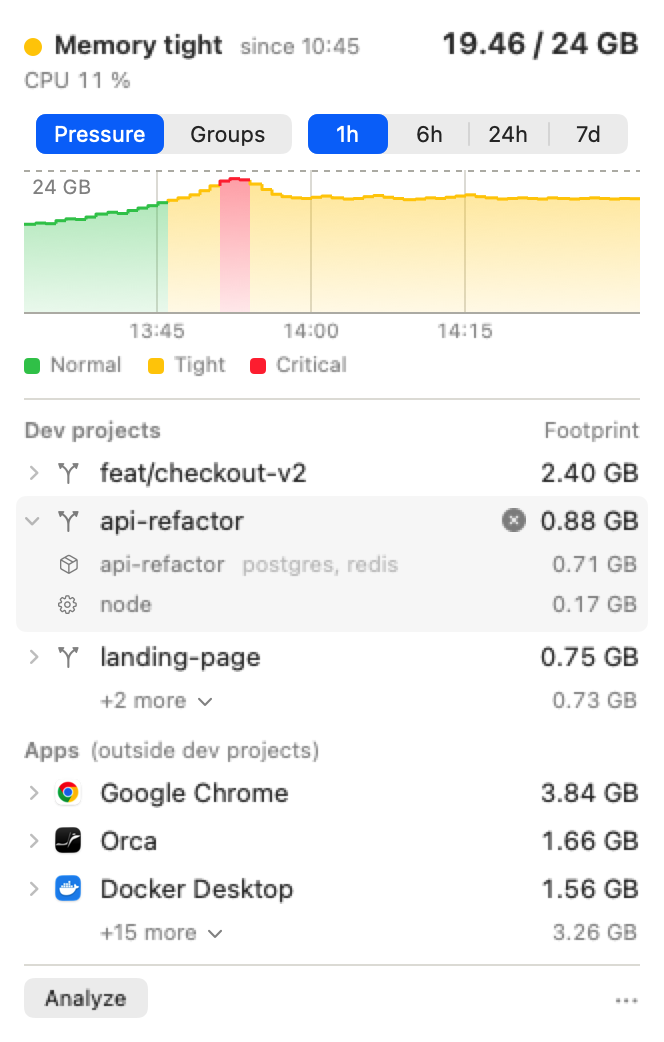 Memory tight since 10:45 19.46 / 24 GB
CPU 11 %
Pressure Groups 1h 6h 24h 7d
24 GB
13:45 14:00 14:15
Normal Tight Critical
Dev projects Footprint
feat/checkout-v2 2.40 GB
api-refactor 0.88 GB
api-refactor postgres, redis 0.71 GB
node 0.17 GB
landing-page 0.75 GB
+2 more 0.73 GB
Apps (outside dev projects)
Google Chrome 3.84 GB
Orca 1.66 GB
Docker Desktop 1.56 GB
+15 more 3.26 GB
Analyze ...